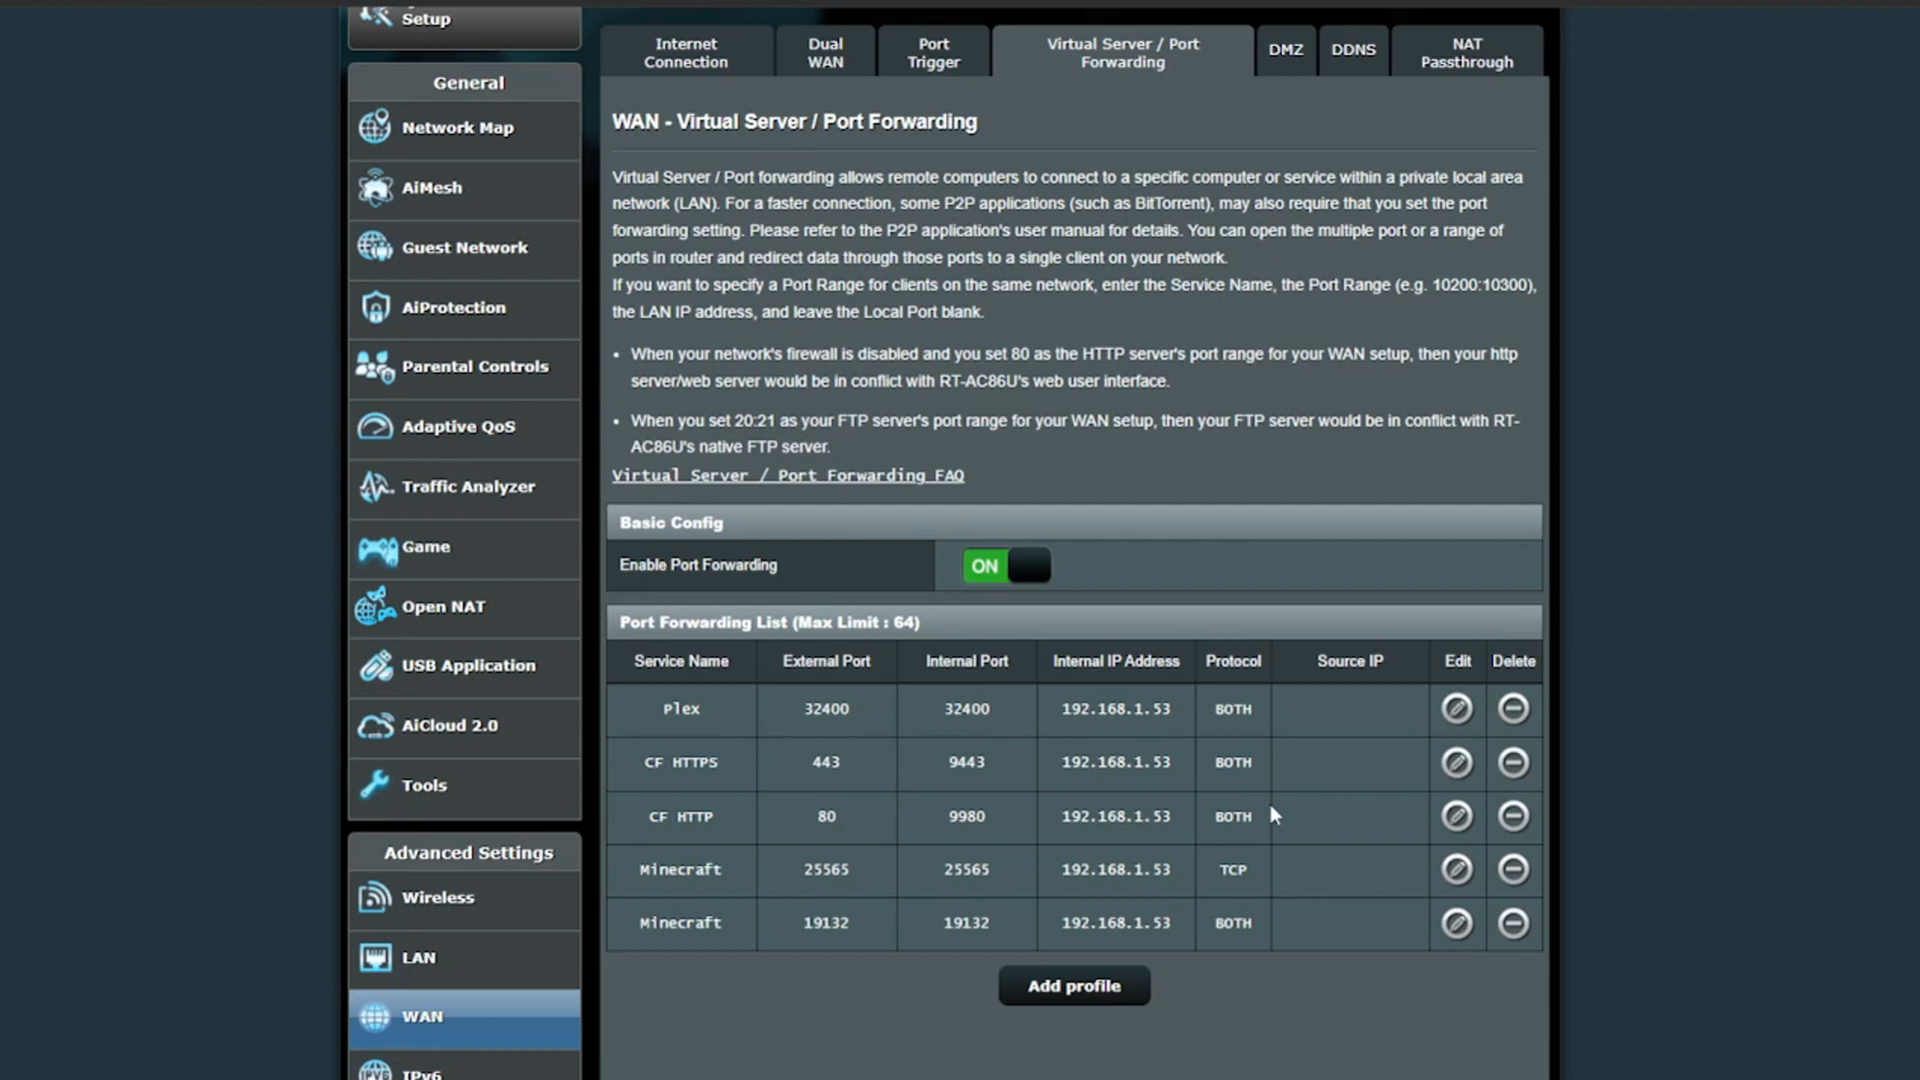 Setup
General
Network Map
AiMesh
Guest Network
AiProtection
Parental Controls
Adaptive QoS
Traffic Analyzer
Game
Open NAT
USB Application
AiCloud 2.0
Tools
Advanced Settings
Wireless
LAN
WAN
IPv6
Internet
Connection
Dual
WAN
Port
Trigger
Virtual Server / Port
Forwarding
DMZ
DDNS
NAT
Passthrough
WAN - Virtual Server / Port Forwarding
Virtual Server / Port forwarding allows remote computers to connect to a specific computer or service within a private local area
network (LAN). For a faster connection, some P2P applications (such as BitTorrent), may also require that you set the port
forwarding setting. Please refer to the P2P application's user manual for details. You can open the multiple port or a range of
ports in router and redirect data through those ports to a single client on your network.
If you want to specify a Port Range for clients on the same network, enter the Service Name, the Port Range (e.g. 10200:10300),
the LAN IP address, and leave the Local Port blank.
• When your network's firewall is disabled and you set 80 as the HTTP server's port range for your WAN setup, then your http
server/web server would be in conflict with RT-AC86U's web user interface.
• When you set 20:21 as your FTP server's port range for your WAN setup, then your FTP server would be in conflict with RT-
AC86U's native FTP server.
Virtual Server / Port Forwarding FAQ
Basic Config
Enable Port Forwarding ON
Port Forwarding List (Max Limit : 64)
Service Name External Port Internal Port Internal IP Address Protocol Source IP Edit Delete
Plex 32400 32400 192.168.1.53 BOTH
CF HTTPS 443 9443 192.168.1.53 BOTH
CF HTTP 80 9980 192.168.1.53 BOTH
Minecraft 25565 25565 192.168.1.53 TCP
Minecraft 19132 19132 192.168.1.53 BOTH
Add profile